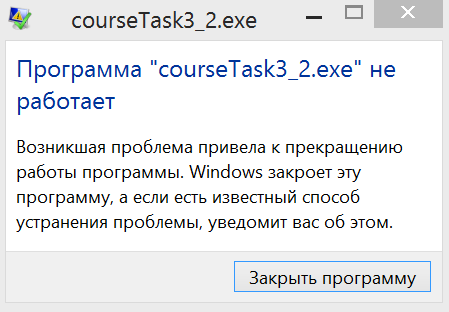 courseTask3_2.exe
Программа "courseTask3_2.exe" не
работает
Возникшая проблема привела к прекращению
работы программы. Windows закроет эту
программу, а если есть известный способ
устранения проблемы, уведомит вас об этом.
Закрыть программу